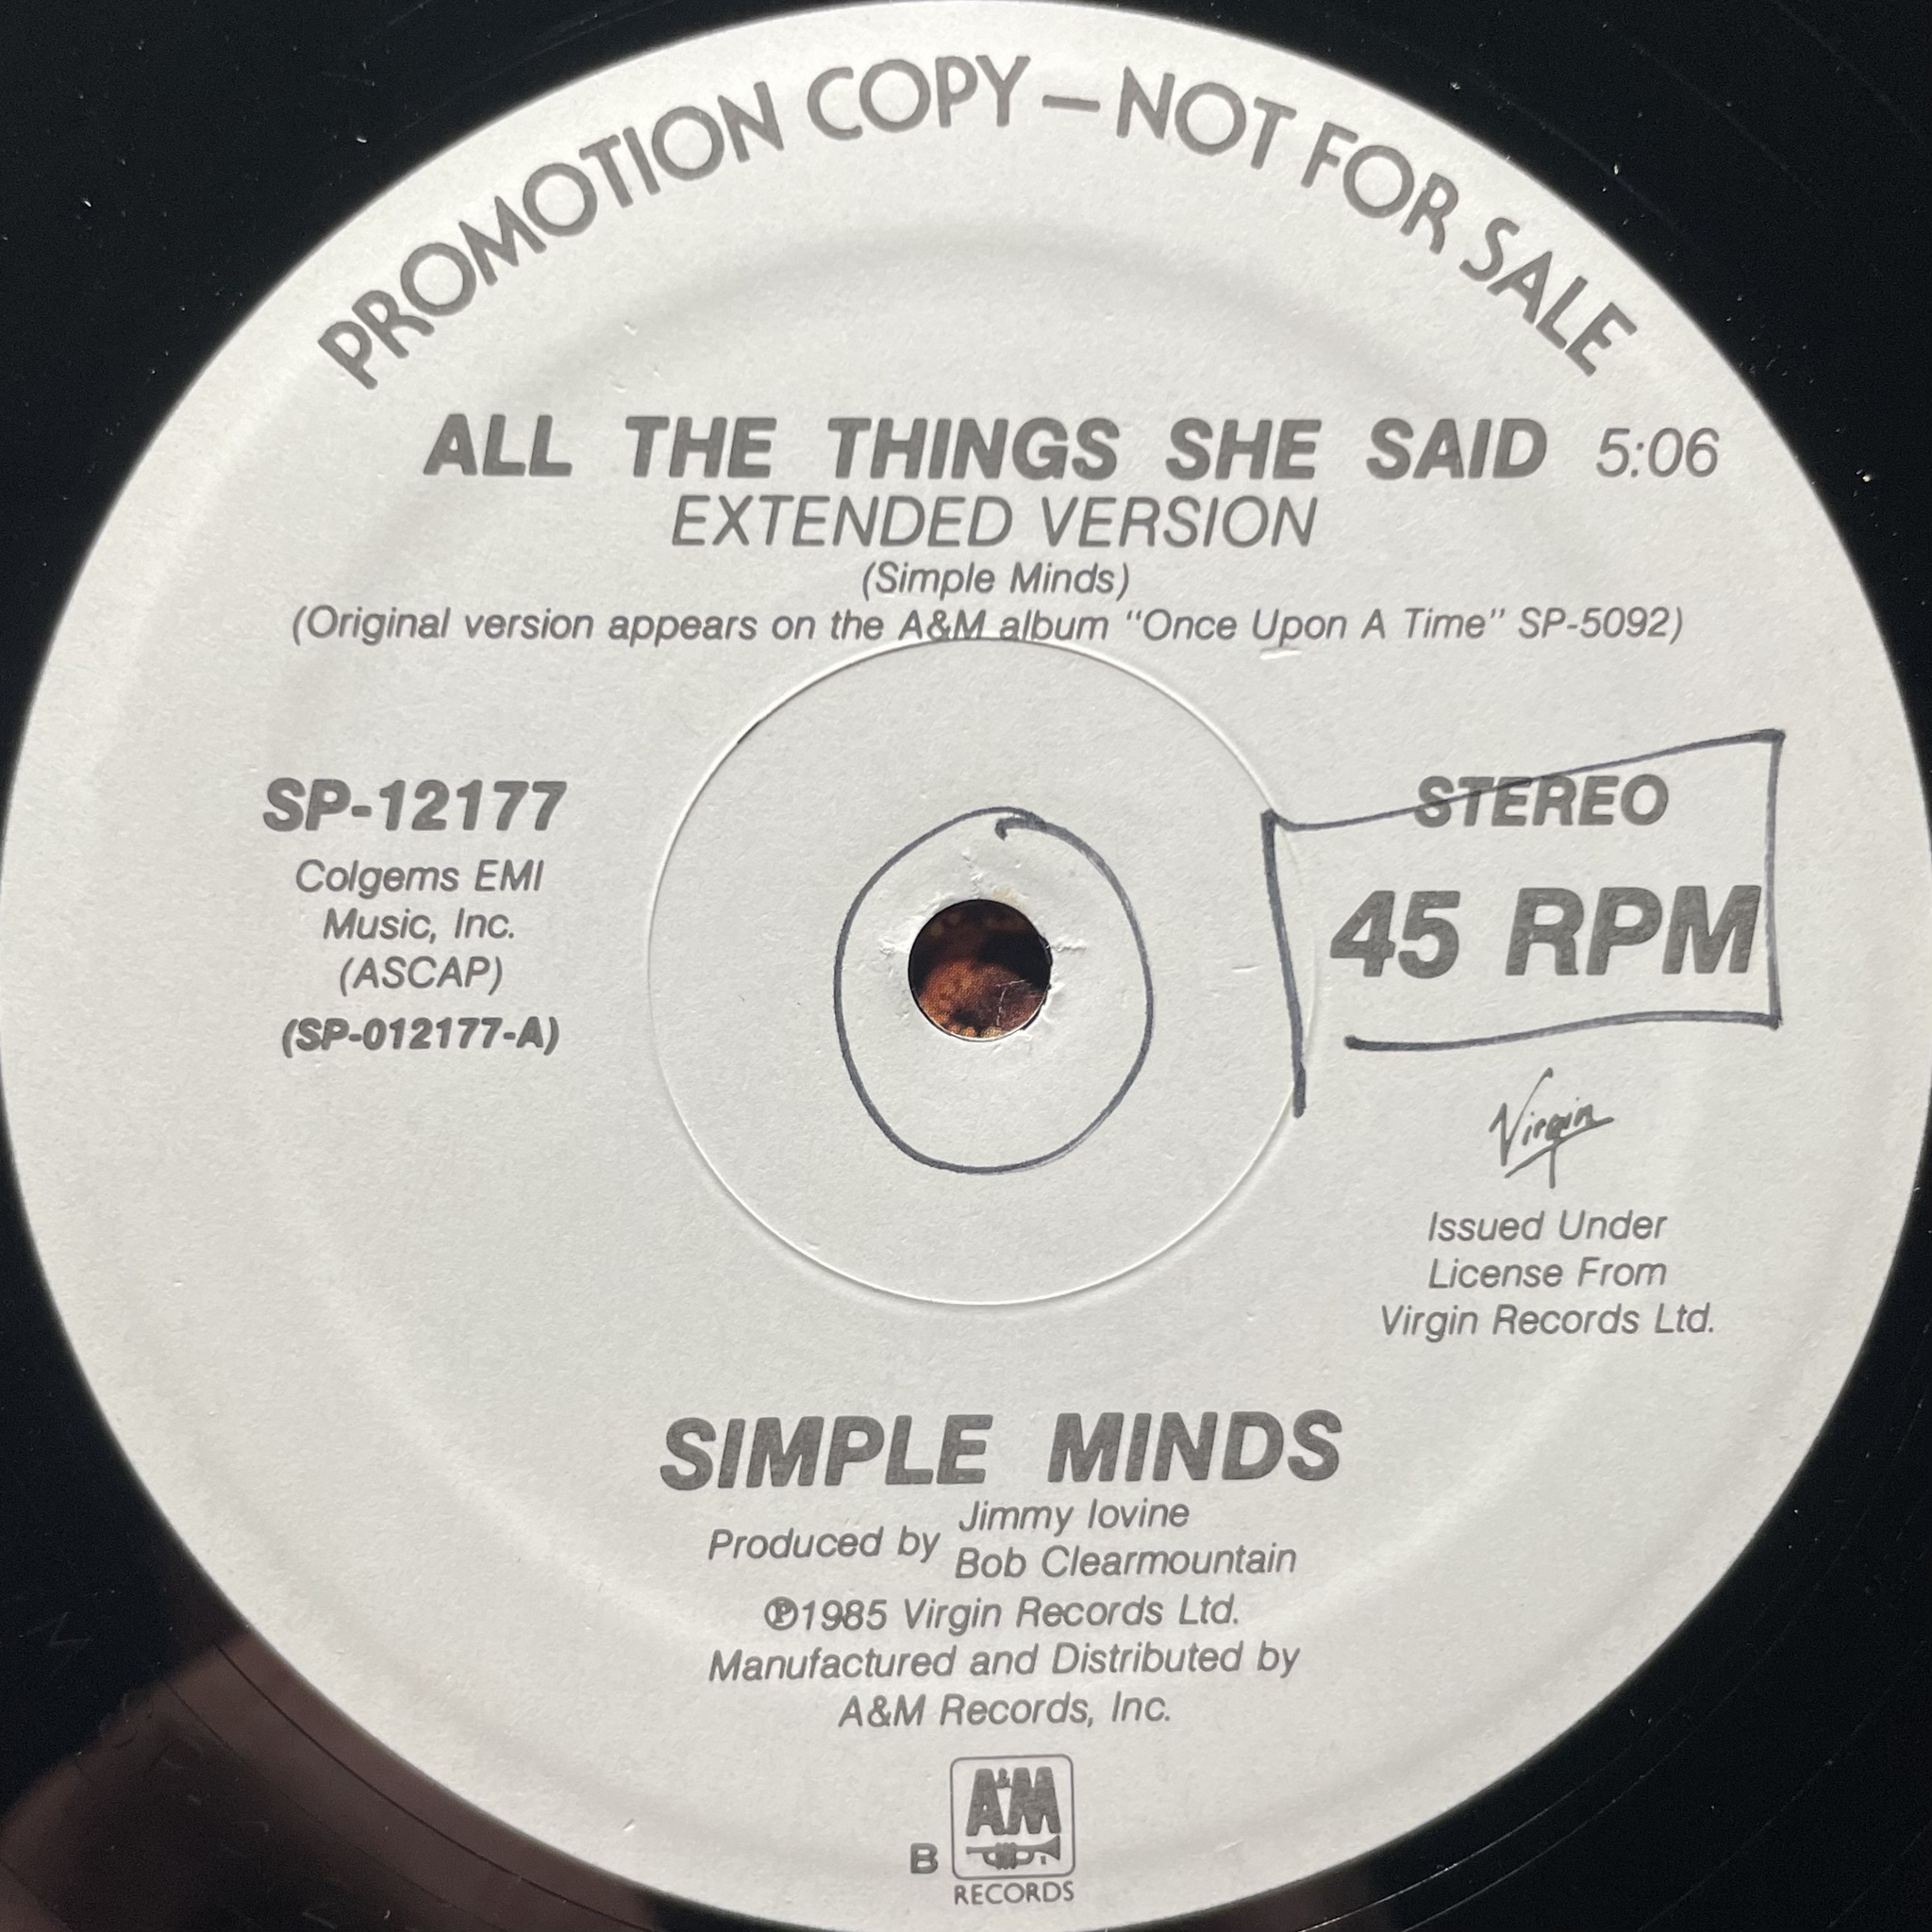 PROMOTION COPY — NOT FOR SALE
ALL THE THINGS SHE SAID 5:06
EXTENDED VERSION
(Simple Minds)
(Original version appears on the A&M album "Once Upon A Time" SP-5092)
SP-12177
Colgems EMI
Music, Inc.
(ASCAP)
(SP-012177-A)
STEREO
45 RPM
Virgin
Issued Under
License From
Virgin Records Ltd.
SIMPLE MINDS
Produced by Jimmy Iovine
Bob Clearmountain
℗1985 Virgin Records Ltd.
Manufactured and Distributed by
A&M Records, Inc.
A&M
B
RECORDS